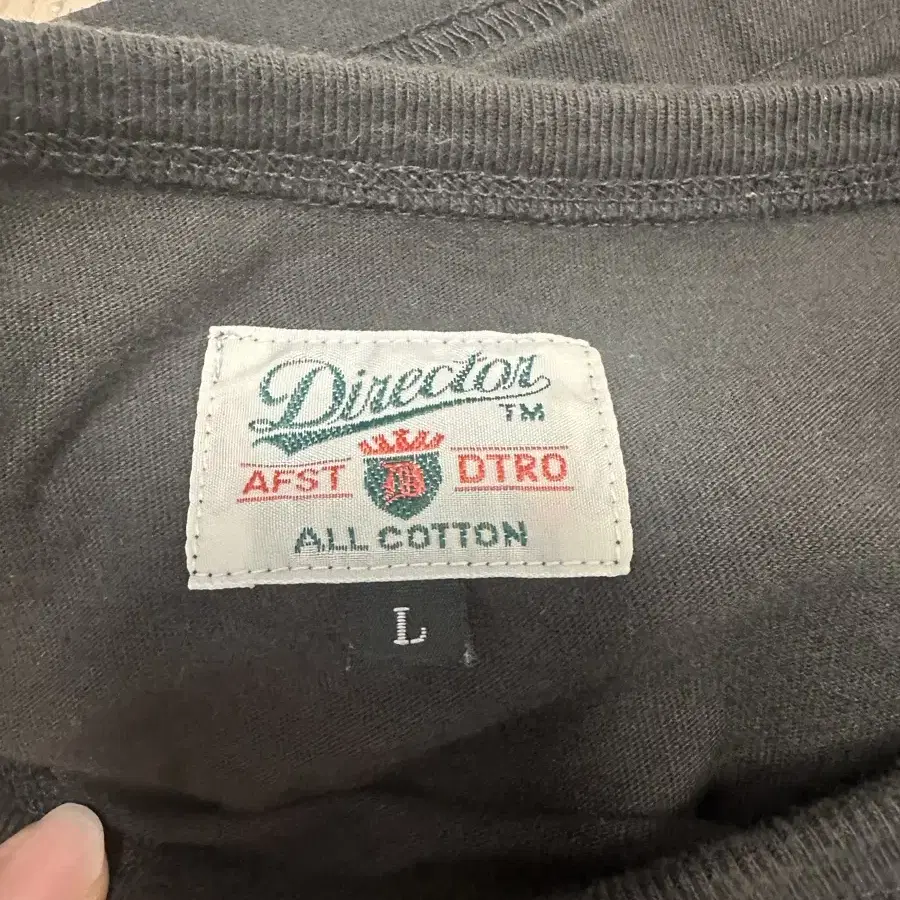 Director
TM
AFST D DTRO
ALL COTTON
L